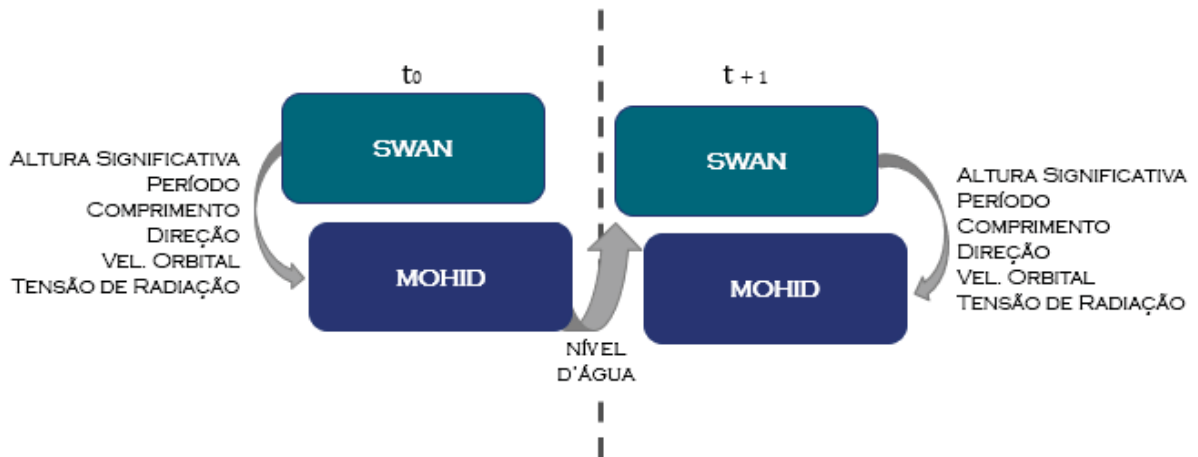 t0
t + 1
SWAN
SWAN
ALTURA SIGNIFICATIVA
PERÍODO
COMPRIMENTO
DIREÇÃO
VEL. ORBITAL
TENSÃO DE RADIAÇÃO
MOHID
MOHID
ALTURA SIGNIFICATIVA
PERÍODO
COMPRIMENTO
DIREÇÃO
VEL. ORBITAL
TENSÃO DE RADIAÇÃO
NÍVEL
D'ÁGUA